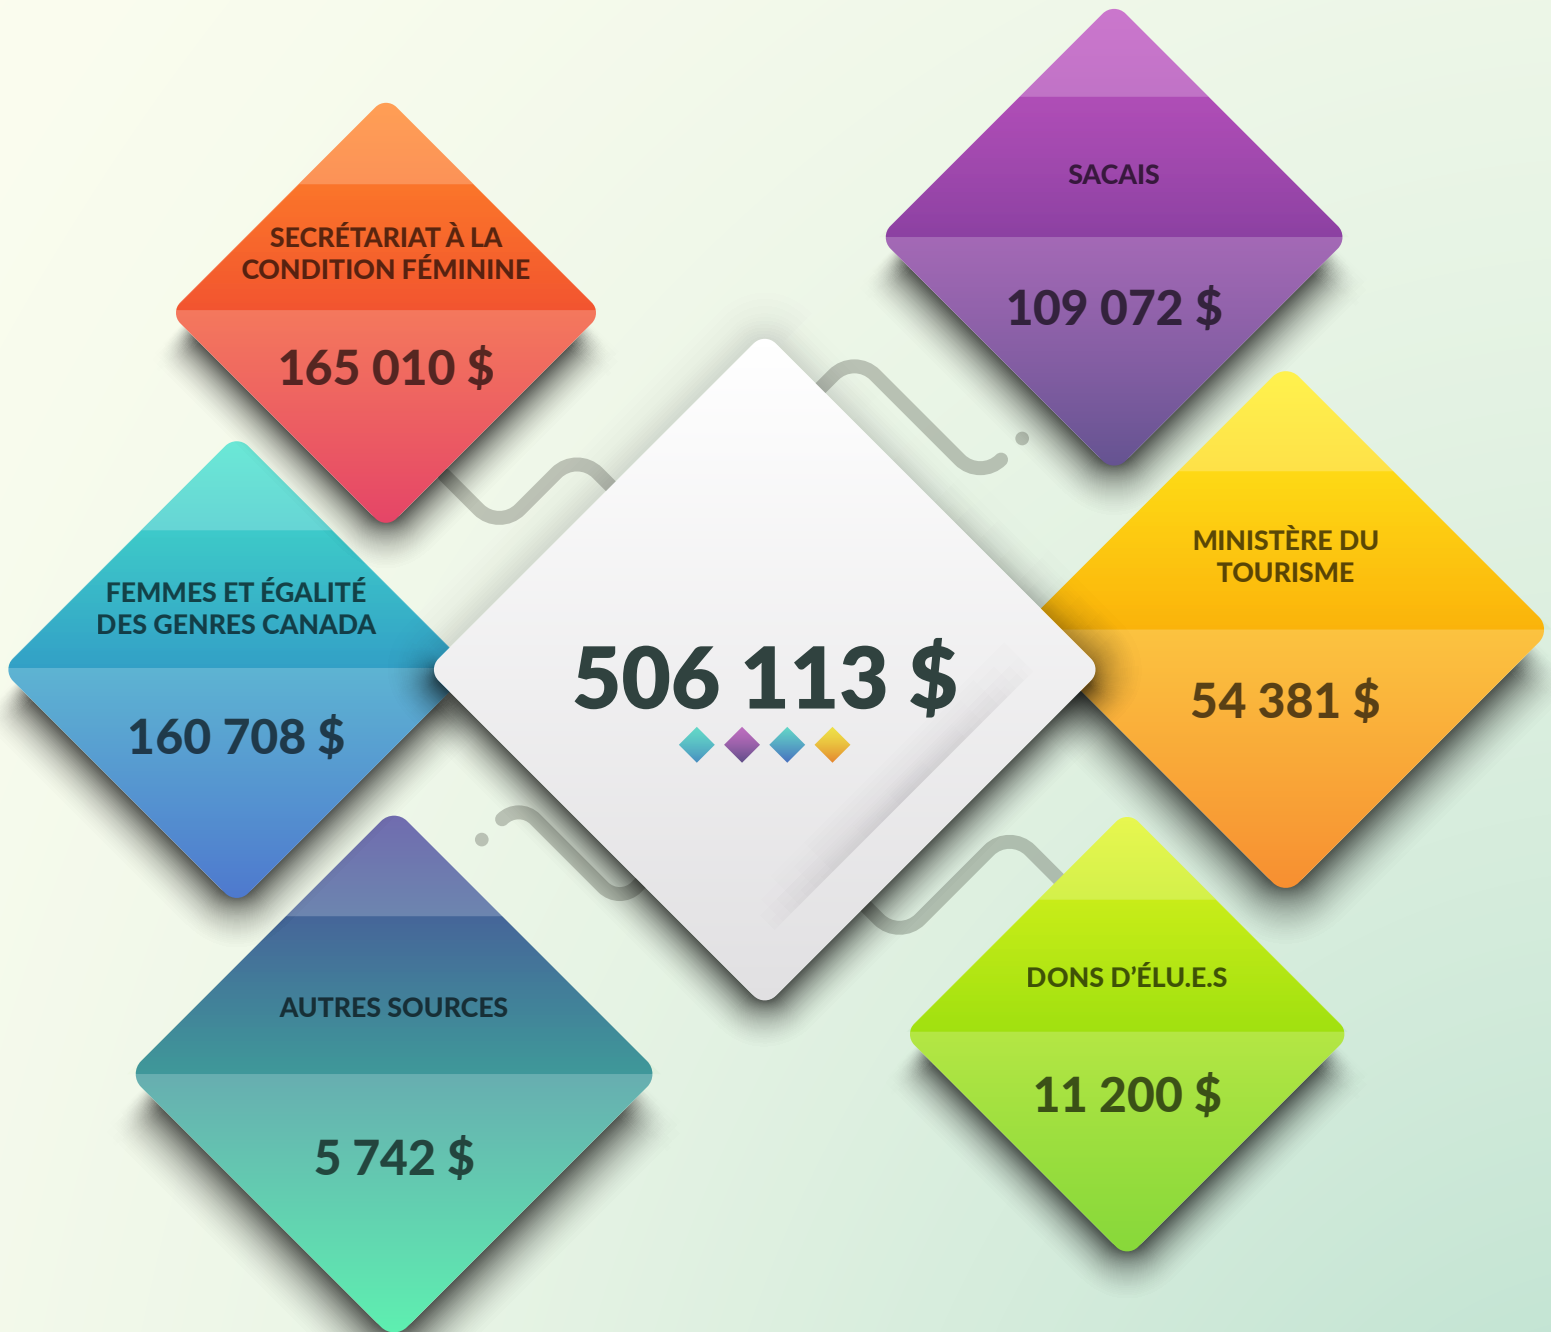 SACAIS
109 072 $
SECRÉTARIAT À LA
CONDITION FÉMININE
165 010 $
MINISTÈRE DU
TOURISME
54 381 $
FEMMES ET ÉGALITÉ
DES GENRES CANADA
160 708 $
506 113 $
AUTRES SOURCES
5 742 $
DONS D’ÉLU.E.S
11 200 $